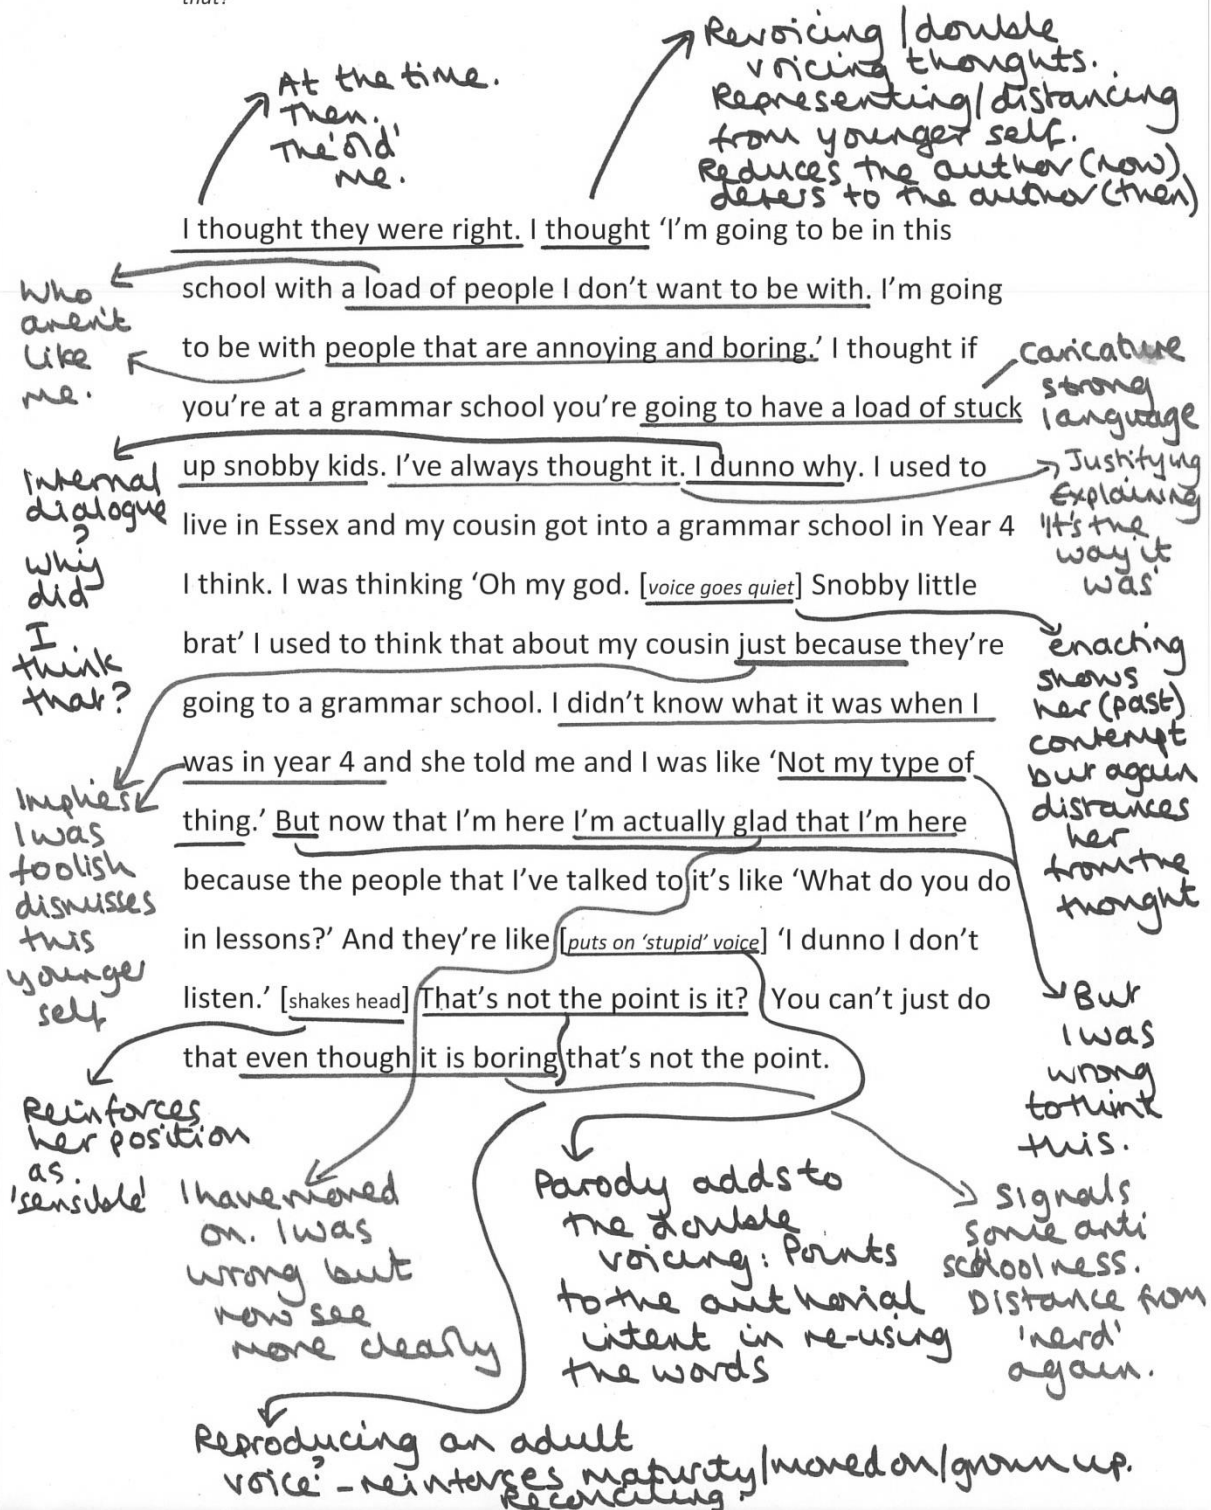 that?
Revoicing/double
voicing thoughts.
Representing/distancing
from younger self.
Reduces the author (now),
defers to the author (then)
At the time.
Then.
The 'old'
me.
I thought they were right. I thought ‘I’m going to be in this
school with a load of people I don’t want to be with. I’m going
to be with people that are annoying and boring.’ I thought if
you’re at a grammar school you’re going to have a load of stuck
up snobby kids. I’ve always thought it. I dunno why. I used to
live in Essex and my cousin got into a grammar school in Year 4
I think. I was thinking ‘Oh my god. [voice goes quiet] Snobby little
brat’ I used to think that about my cousin just because they’re
going to a grammar school. I didn’t know what it was when I
was in year 4 and she told me and I was like ‘Not my type of
thing.’ But now that I’m here I’m actually glad that I’m here
because the people that I’ve talked to it’s like ‘What do you do
in lessons?’ And they’re like [puts on ‘stupid’ voice] ‘I dunno I don’t
listen.’ [shakes head] That’s not the point is it? You can’t just do
that even though it is boring that’s not the point.
Who
aren't
like
me.
internal
dialogue
?
why
did
I
think
that?
Implies
I was
foolish
dismisses
this
younger
self
Reinforces
her position
as.
'sensible'
caricature
strong
language
Justifying
Explaining
'It's the
way it
was'
enacting
shows
her (past)
contempt
but again
distances
her
from the
thought
But
I was
wrong
to think
this.
I have moved
on. I was
wrong but
now see
more clearly
Parody adds to
the double
voicing: Points
to the authorial
intent in re-using
the words
Signals
some anti
schoolness.
Distance from
'nerd'
again.
Reproducing an adult
voice? - reinforces maturity/moved on/grown up.
Reconciling?